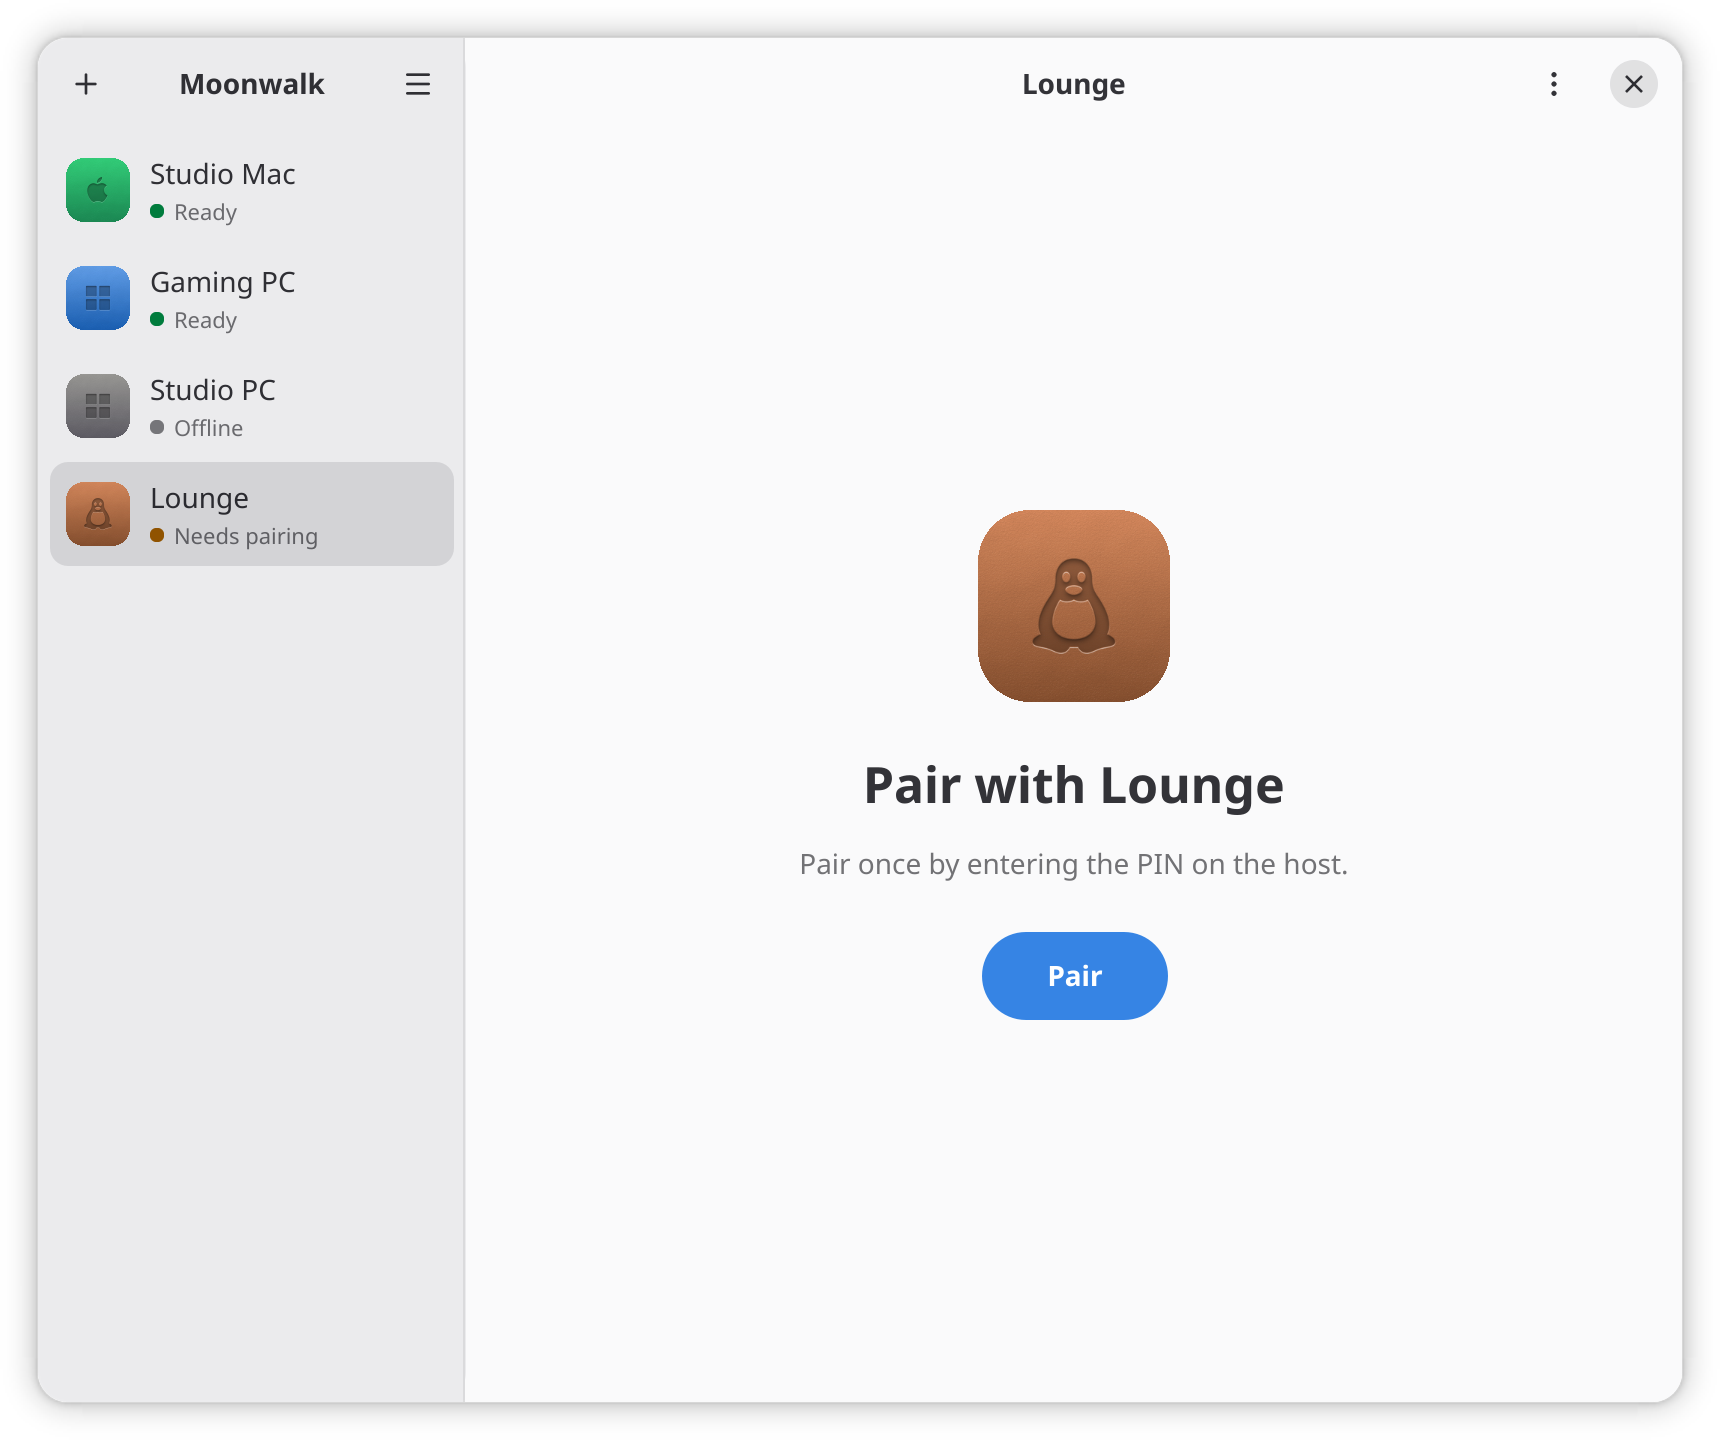 Moonwalk
Studio Mac
Ready
Gaming PC
Ready
Studio PC
Offline
Lounge
Needs pairing
Lounge
Pair with Lounge
Pair once by entering the PIN on the host.
Pair